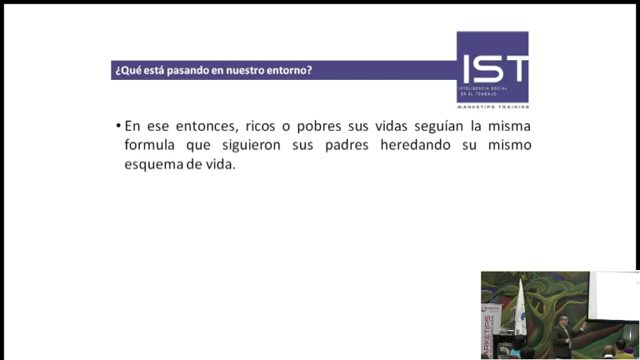 ¿Qué está pasando en nuestro entorno?
IST
INTELIGENCIA SOCIAL
EN EL TRABAJO
MARKETIPS TRAINING
• En ese entonces, ricos o pobres sus vidas seguían la misma
formula que siguieron sus padres heredando su mismo
esquema de vida.
MARKETIPS